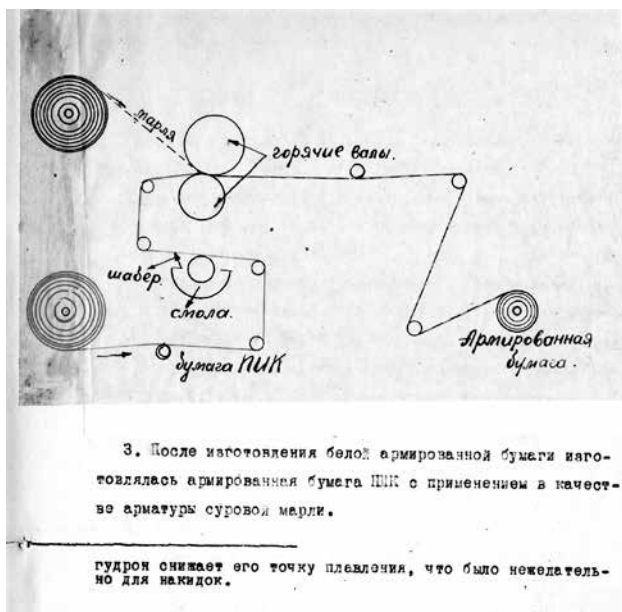 марля
горячие валы.
шабер.
смола.
бумага ПИК
Армированная
бумага.
3. После изготовления белой армированной бумаги изго-
товлялась армированная бумага ПИК с применением в качест-
ве арматуры суровой марли.
гудрон снижает его точку плавления, что было нежелатель-
но для накидок.